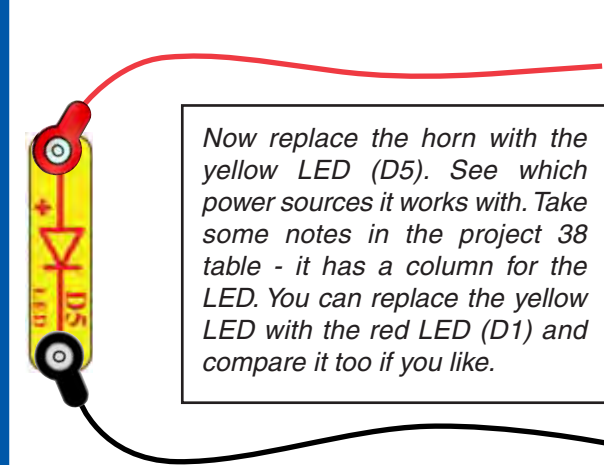 Now replace the horn with the
yellow LED (D5). See which
power sources it works with. Take
some notes in the project 38
table - it has a column for the
LED. You can replace the yellow
LED with the red LED (D1) and
compare it too if you like.
+
D5
LED